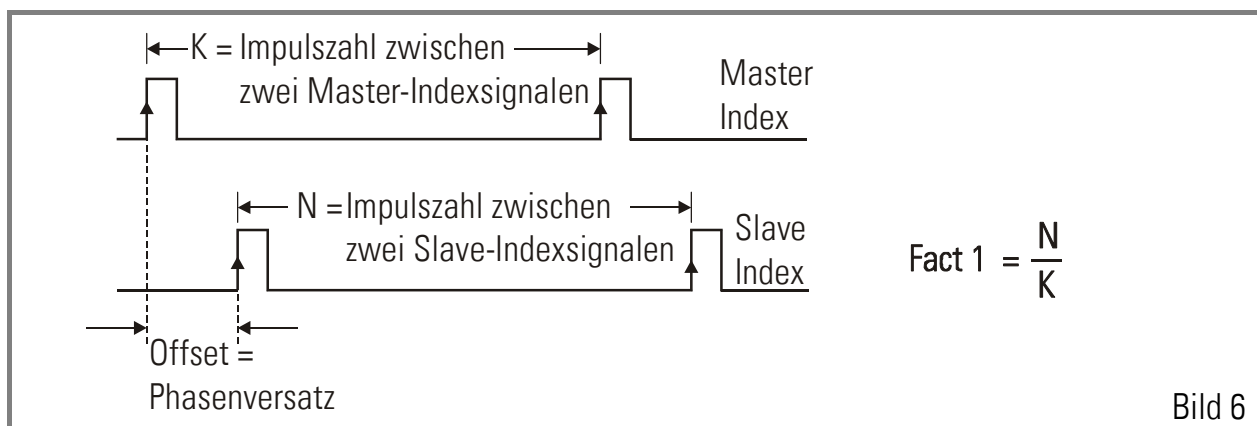 K = Impulszahl zwischen
zwei Master-Indexsignalen
Master
Index
N =Impulszahl zwischen
zwei Slave-Indexsignalen
Slave
Index
Fact 1 = N/K
Offset =
Phasenversatz
Bild 6